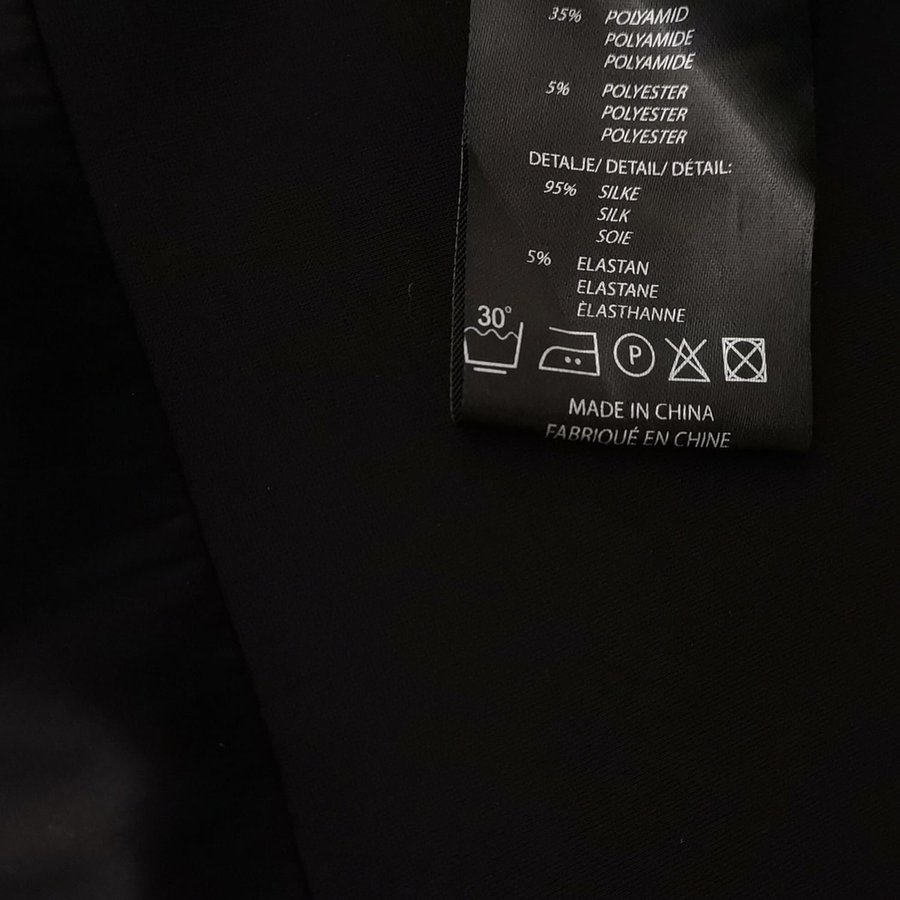 35% POLYAMID
POLYAMIDE
POLYAMIDE
5% POLYESTER
POLYESTER
POLYESTER
DETALJE/ DETAIL/ DÉTAIL:
95% SILKE
SILK
SOIE
5% ELASTAN
ELASTANE
ÉLASTHANNE
30°
P
MADE IN CHINA
FABRIQUÉ EN CHINE